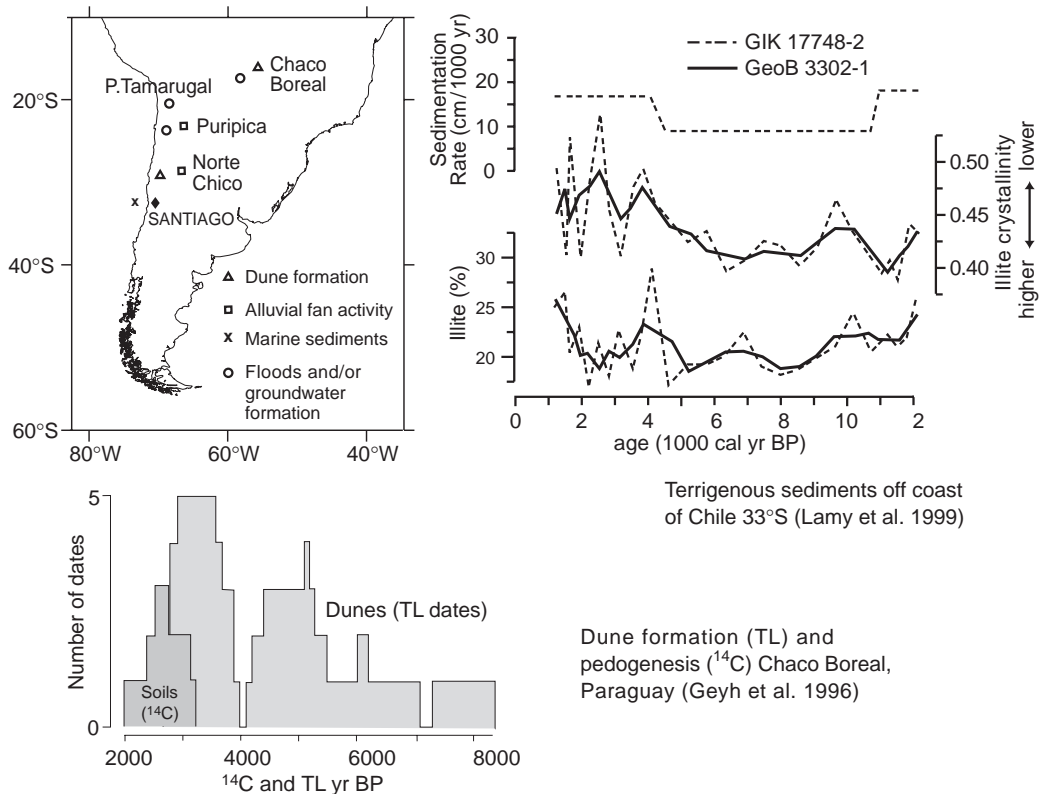 20°S
40°S
60°S
80°W
60°W
40°W
P.Tamarugal
Chaco
Boreal
Puripica
Norte
Chico
SANTIAGO
Dune formation
Alluvial fan activity
x Marine sediments
Floods and/or
groundwater
formation
Sedimentation
Rate (cm/1000 yr)
30
20
10
0
GIK 17748-2
GeoB 3302-1
0.50
0.45
0.40
Illite crystallinity
higher
lower
Illite (%)
30
25
20
0
2
4
6
8
10
2
age (1000 cal yr BP)
Terrigenous sediments off coast
of Chile 33°S (Lamy et al. 1999)
Number of dates
5
0
Dunes (TL dates)
Soils
(14C)
2000
4000
6000
8000
14C and TL yr BP
Dune formation (TL) and
pedogenesis (14C) Chaco Boreal,
Paraguay (Geyh et al. 1996)